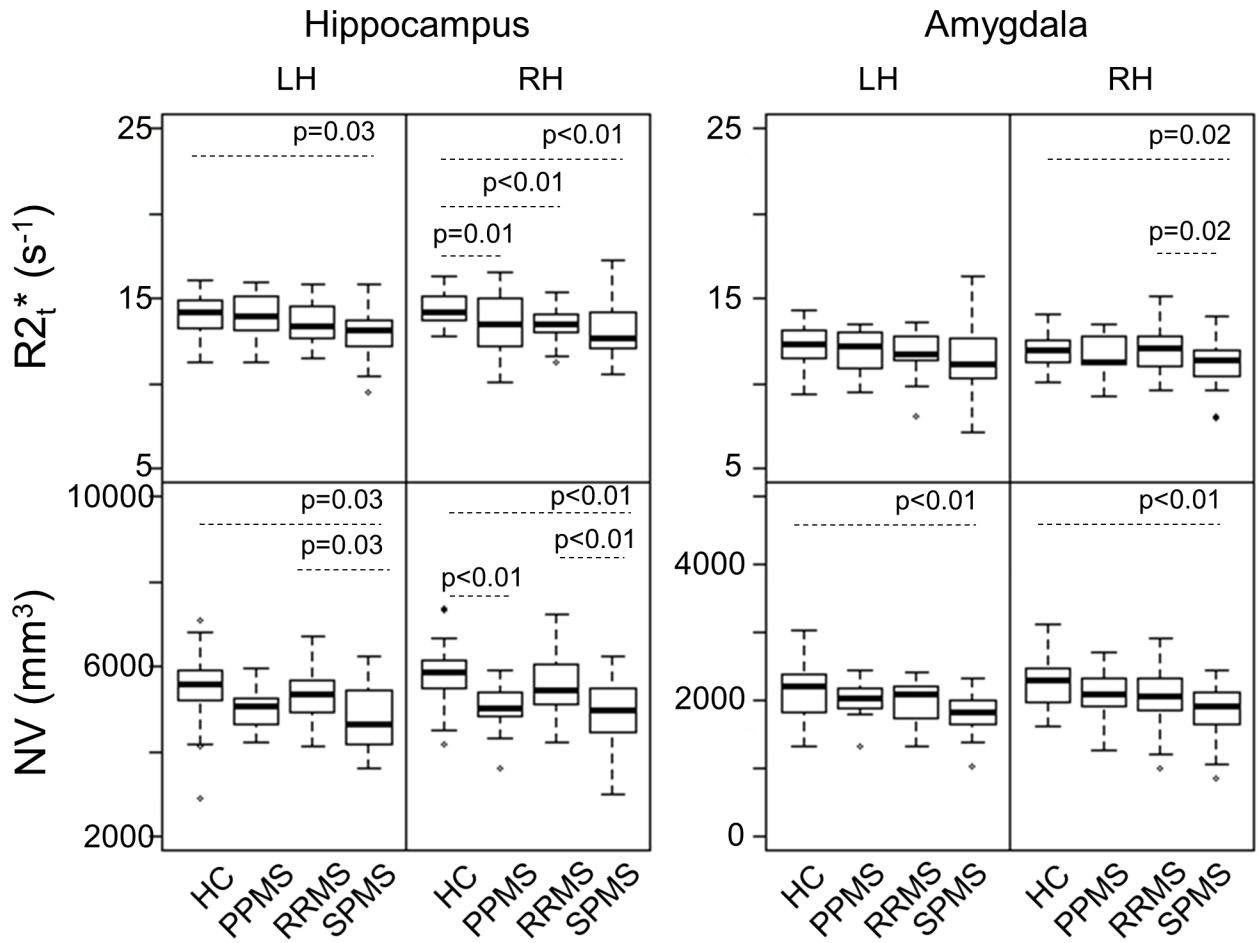 Hippocampus
Amygdala
LH
RH
LH
RH
R2t* (s-1)
25
15
5
p=0.03
p<0.01
p<0.01
p=0.01
25
15
5
p=0.02
p=0.02
NV (mm3)
10000
6000
2000
p=0.03
p=0.03
p<0.01
p<0.01
p<0.01
4000
2000
0
p<0.01
p<0.01
HC
PPMS
RRMS
SPMS
HC
PPMS
RRMS
SPMS
HC
PPMS
RRMS
SPMS
HC
PPMS
RRMS
SPMS